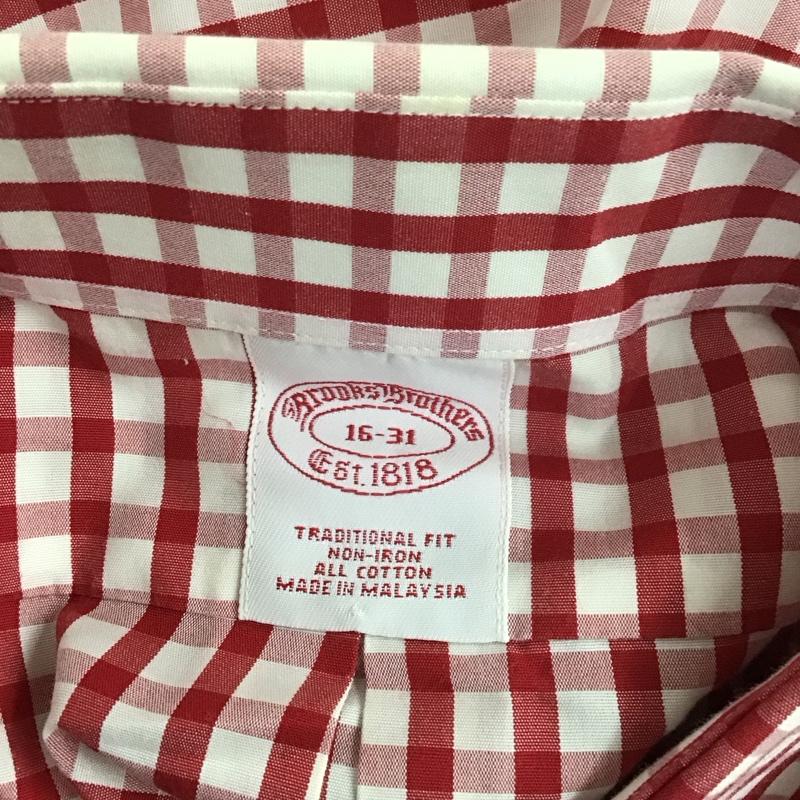 Brooks Brothers
16-31
Est. 1818
TRADITIONAL FIT
NON-IRON
ALL COTTON
MADE IN MALAYSIA